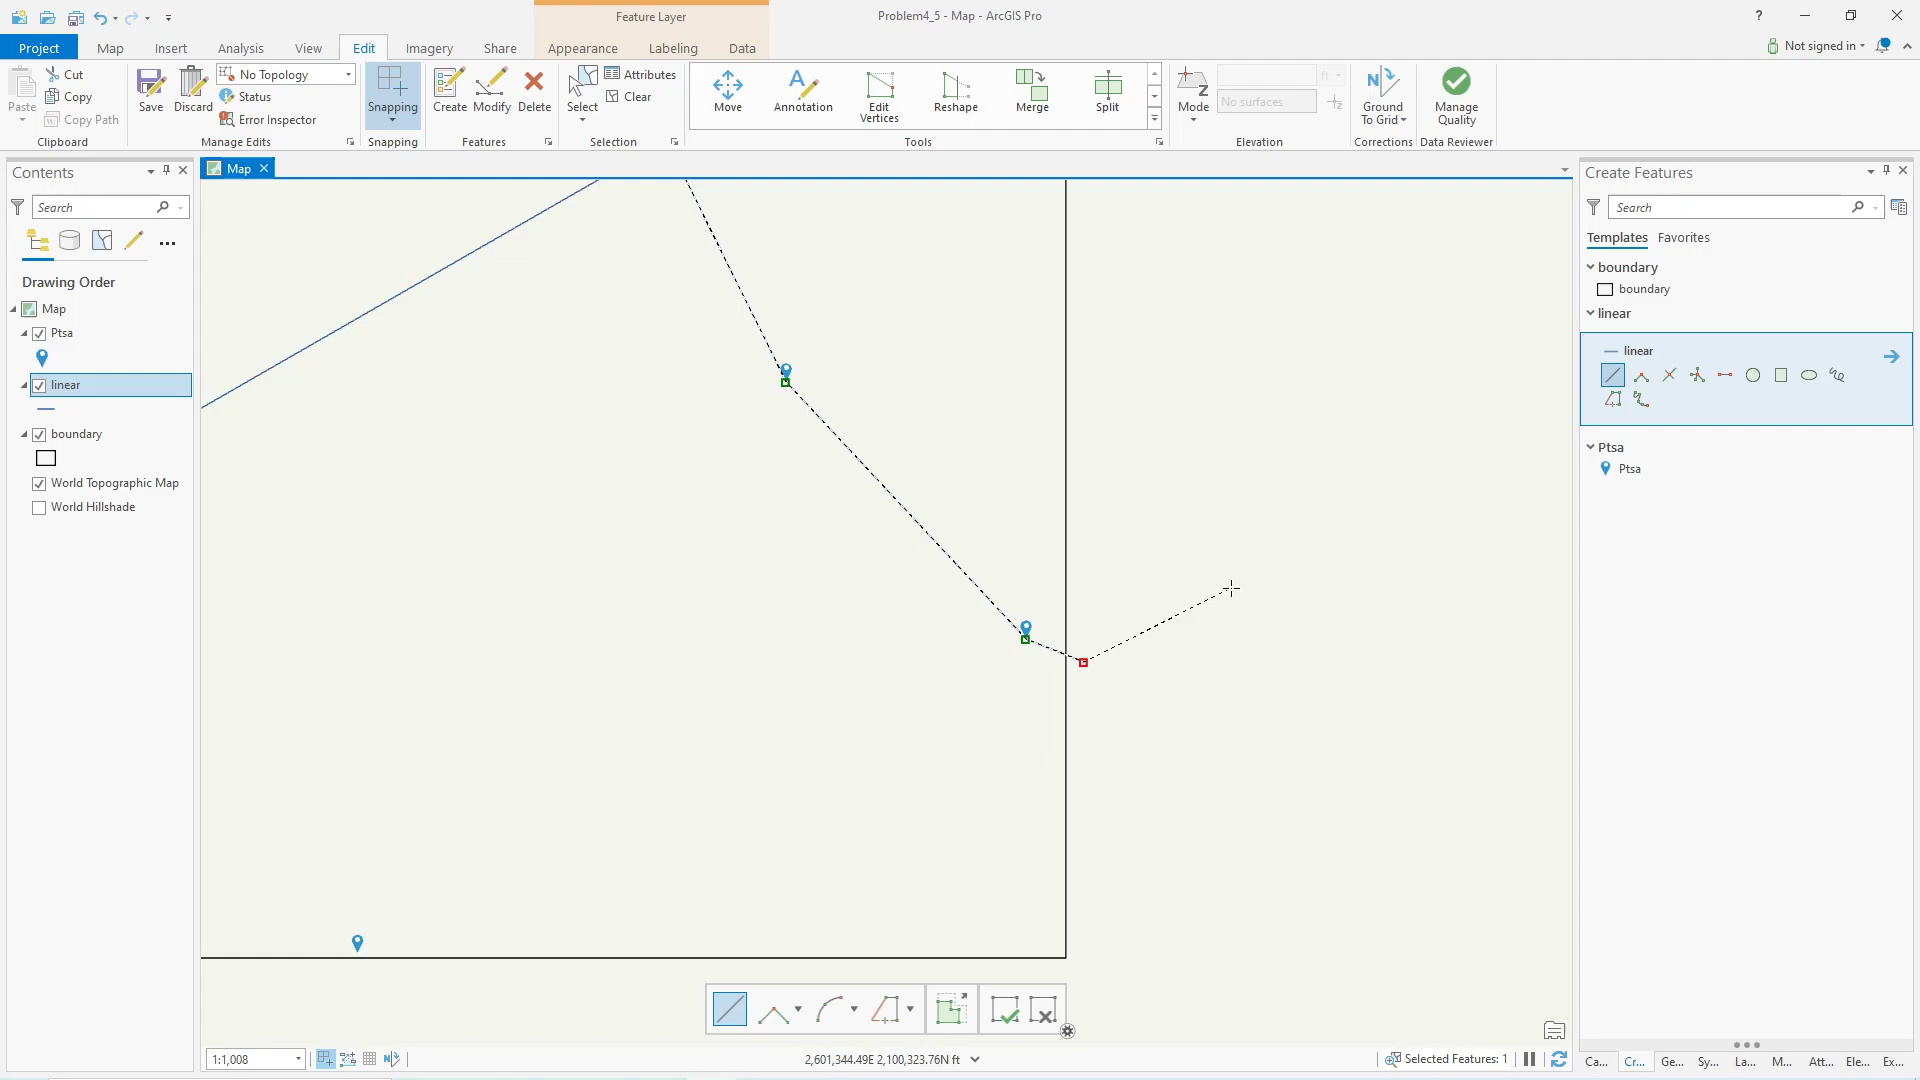 Feature Layer
Problem4_5 - Map - ArcGIS Pro
?
Project
Map
Insert
Analysis
View
Edit
Imagery
Share
Appearance
Labeling
Data
Not signed in
Paste
Cut
Copy
Copy Path
Clipboard
Save
Discard
No Topology
Status
Error Inspector
Manage Edits
Snapping
Snapping
Create
Modify
Delete
Features
Select
Attributes
Clear
Selection
Move
Annotation
Edit
Vertices
Reshape
Merge
Split
Tools
Mode
ft
No surfaces
Elevation
Ground
To Grid
Corrections
Manage
Quality
Data Reviewer
Contents
Search
Drawing Order
Map
Ptsa
linear
boundary
World Topographic Map
World Hillshade
Map
1:1,008
2,601,344.49E 2,100,323.76N ft
Selected Features: 1
Create Features
Search
Templates
Favorites
boundary
boundary
linear
linear
Ptsa
Ptsa
Ca...
Cr...
Ge...
Sy...
La...
M...
Att...
Ele...
Ex...